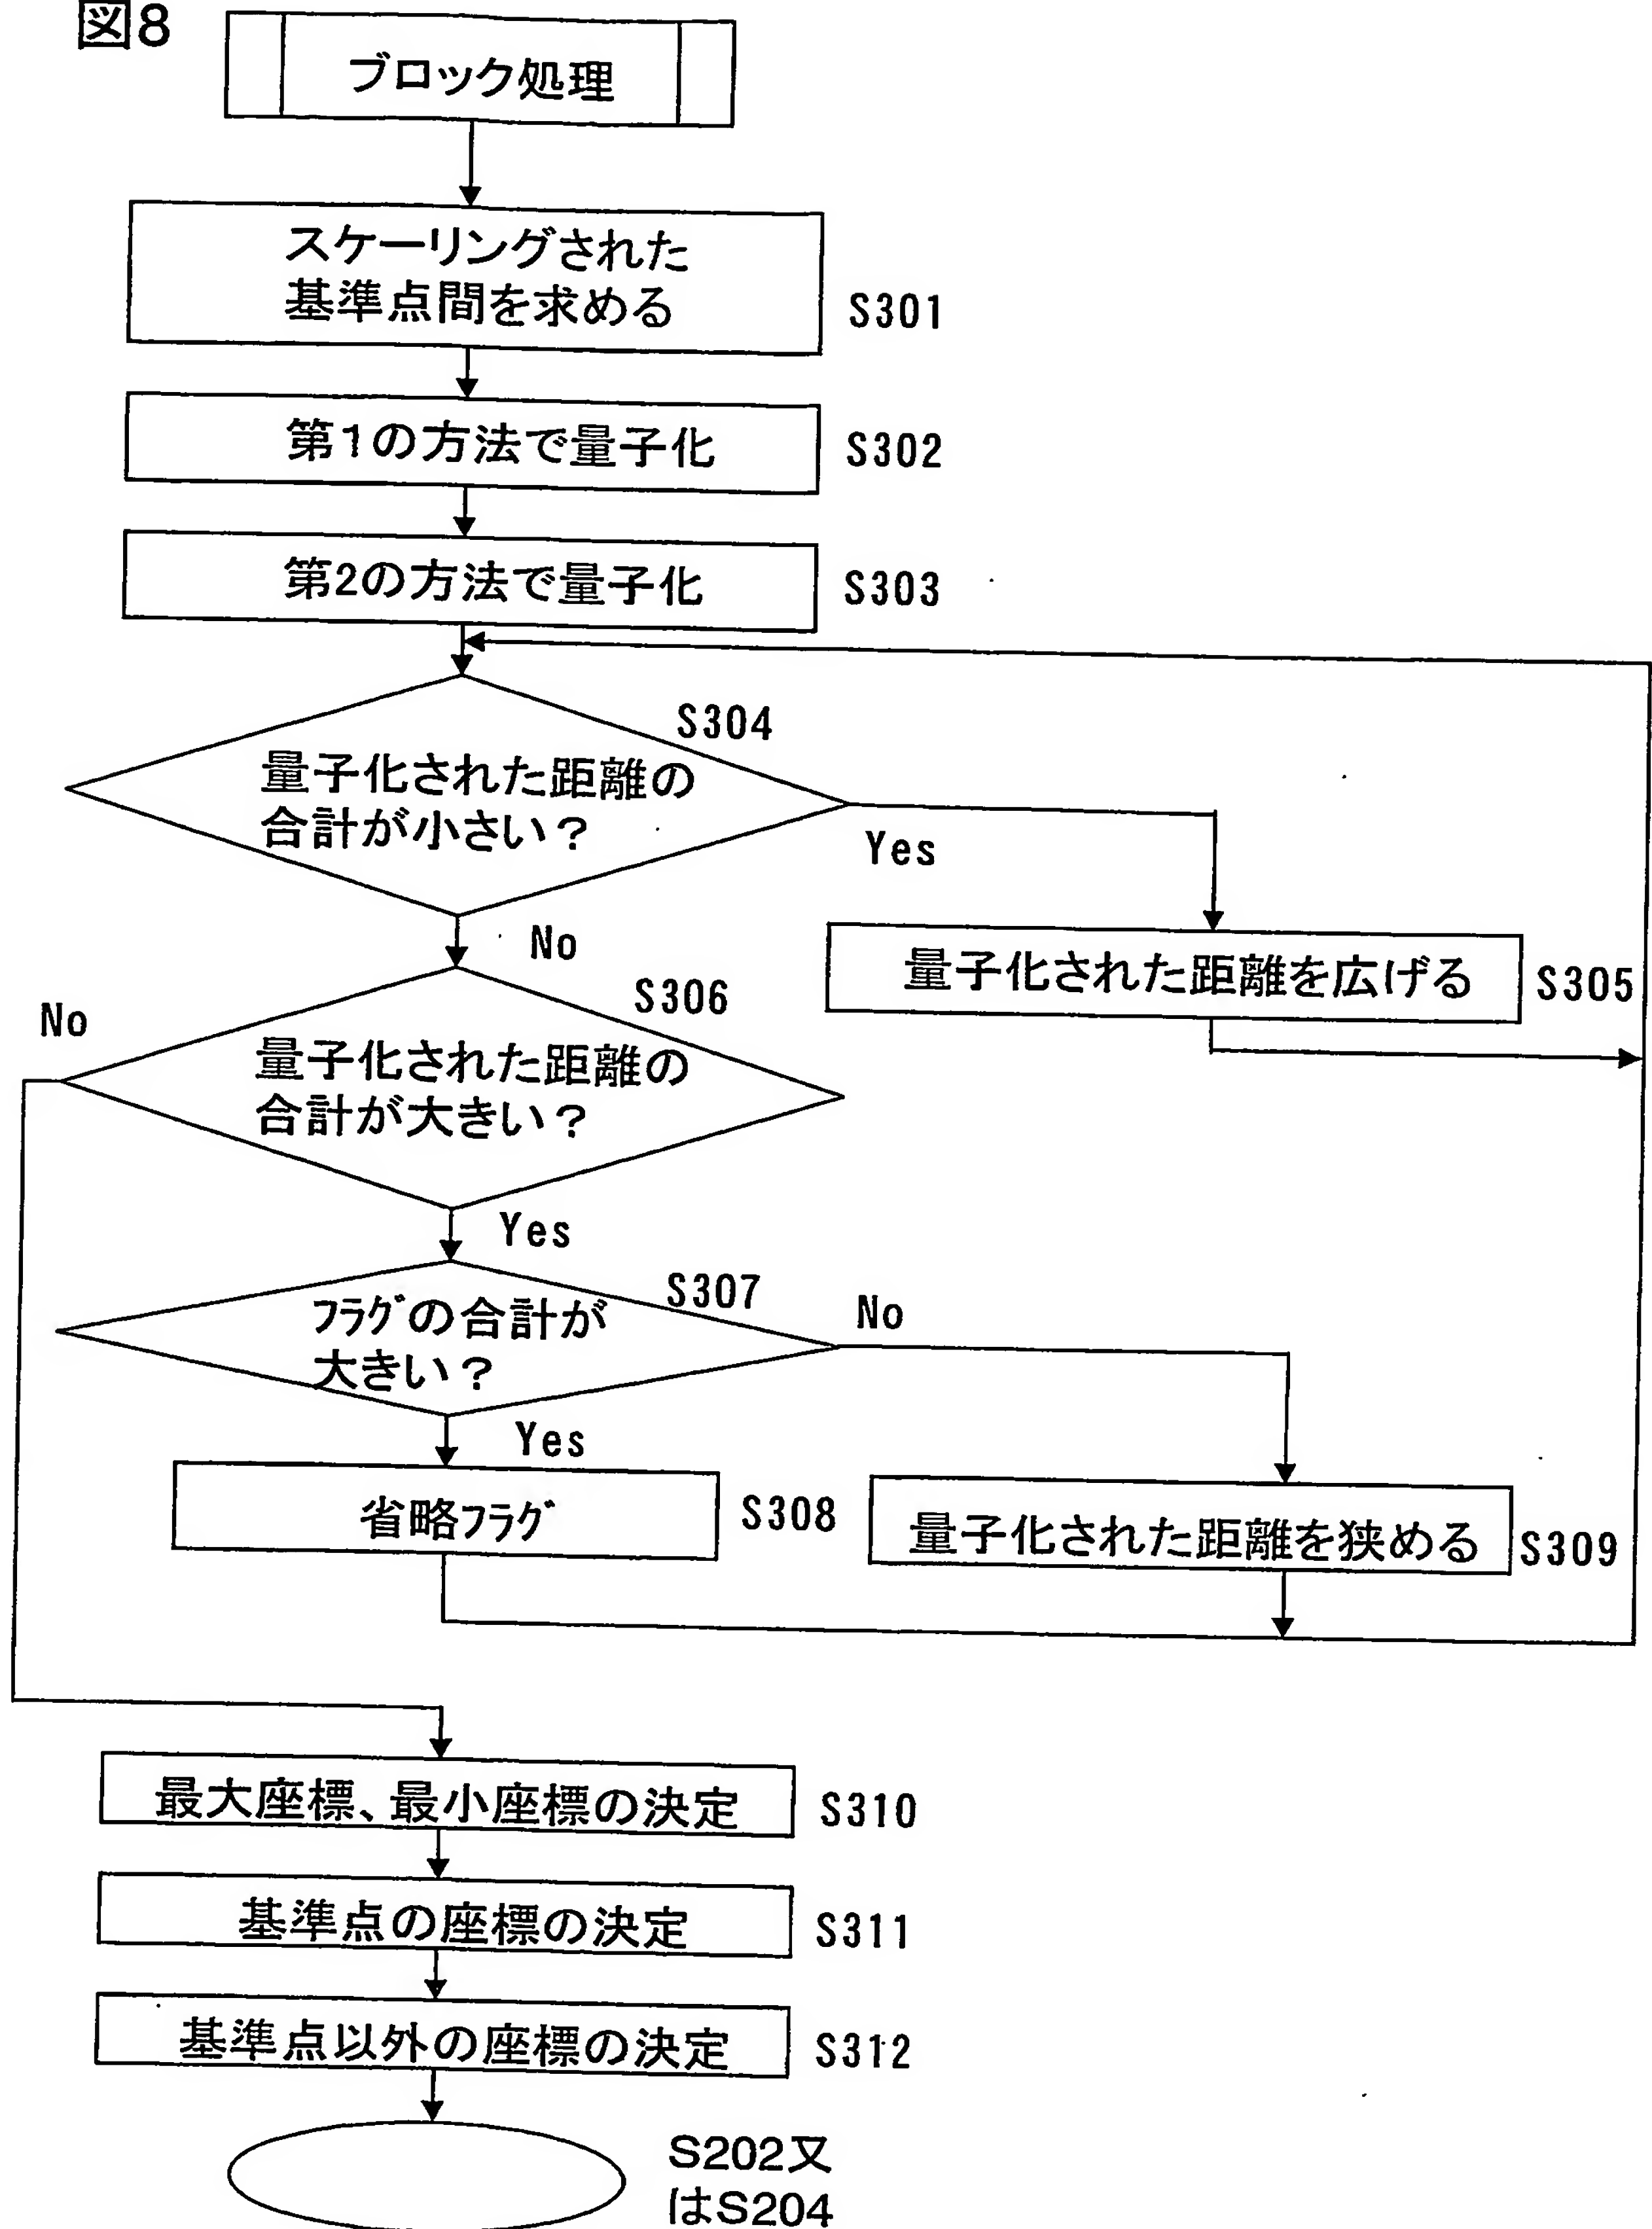 図8
ブロック処理
スケーリングされた
基準点間を求める
S301
第1の方法で量子化
S302
第2の方法で量子化
S303
S304
量子化された距離の
合計が小さい?
Yes
No
量子化された距離を広げる
S305
S306
No
量子化された距離の
合計が大きい?
Yes
S307
フラグの合計が
大きい?
No
Yes
省略フラグ
S308
量子化された距離を狭める
S309
最大座標、最小座標の決定
S310
基準点の座標の決定
S311
基準点以外の座標の決定
S312
S202又
はS204